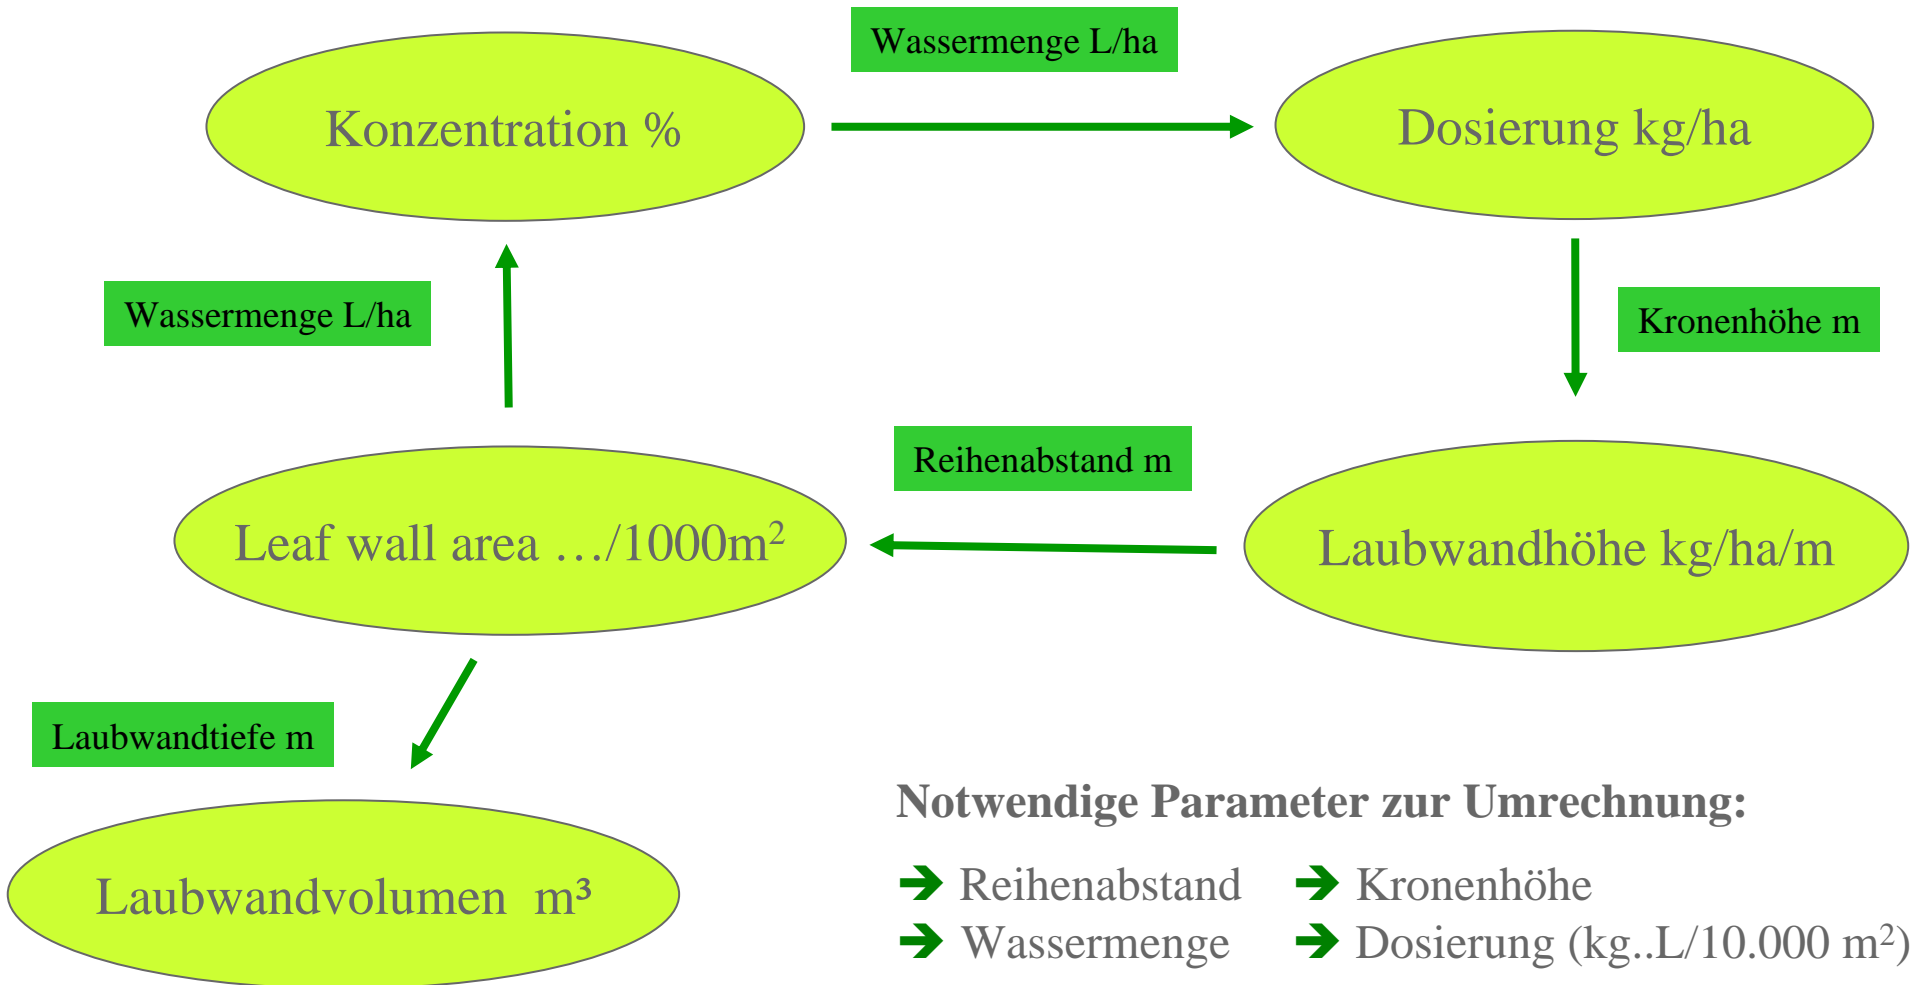 Wassermenge L/ha
Konzentration %
Dosierung kg/ha
Wassermenge L/ha
Kronenhöhe m
Reihenabstand m
Leaf wall area …/1000m²
Laubwandhöhe kg/ha/m
Laubwandtiefe m
Laubwandvolumen m³
Notwendige Parameter zur Umrechnung:
➔ Reihenabstand ➔ Kronenhöhe
➔ Wassermenge ➔ Dosierung (kg..L/10.000 m²)